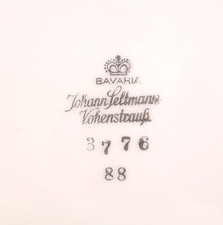 BAVARIA
Johann Seltmann
Vohenstrauß
3776
88